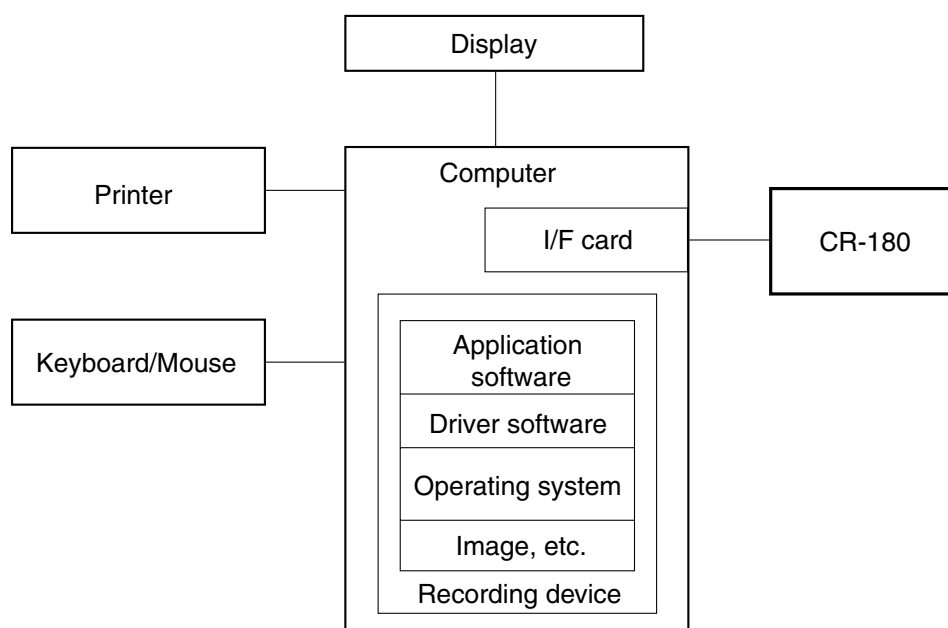 Display
Computer
Printer
I/F card
CR-180
Keyboard/Mouse
Application
software
Driver software
Operating system
Image, etc.
Recording device